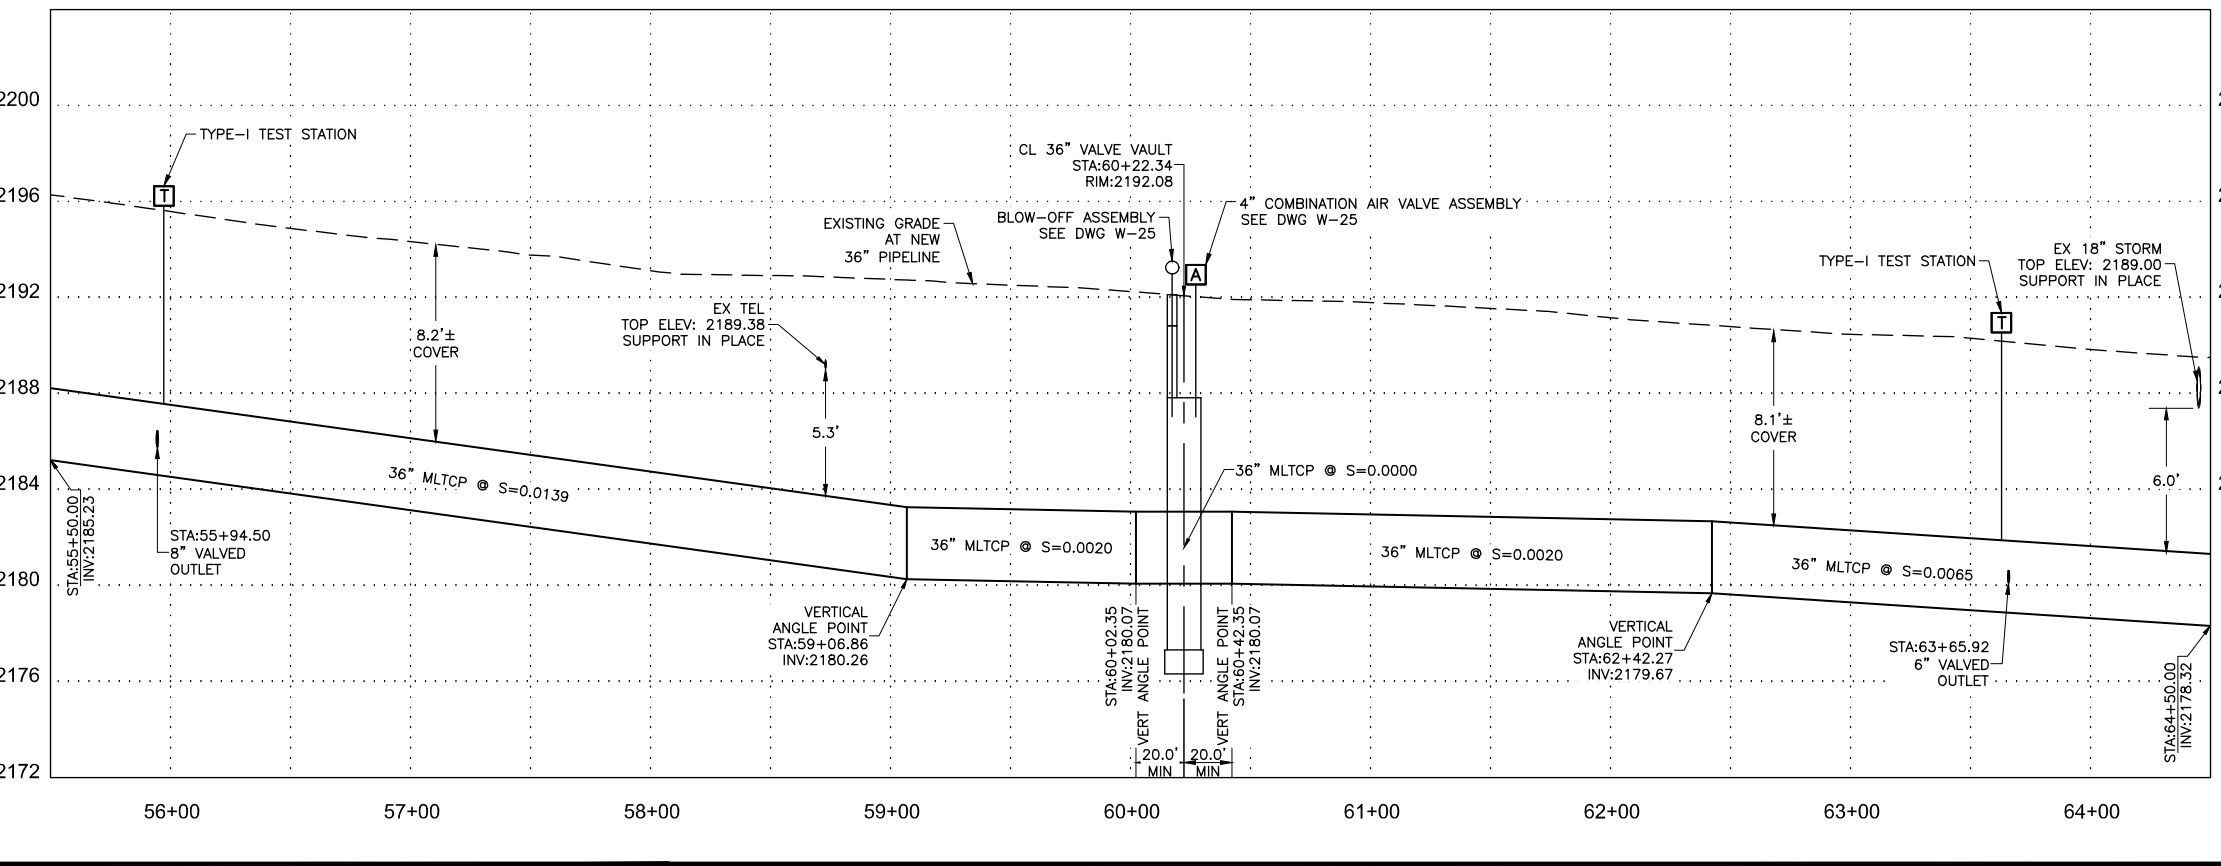 2200
2196
2192
2188
2184
2180
2176
2172
TYPE-I TEST STATION
T
CL 36" VALVE VAULT
STA:60+22.34
RIM:2192.08
4" COMBINATION AIR VALVE ASSEMBLY
SEE DWG W-25
BLOW-OFF ASSEMBLY
SEE DWG W-25
A
EXISTING GRADE
AT NEW
36" PIPELINE
TYPE-I TEST STATION
T
EX 18" STORM
TOP ELEV: 2189.00
SUPPORT IN PLACE
EX TEL
TOP ELEV: 2189.38
SUPPORT IN PLACE
8.2'±
COVER
5.3'
8.1'±
COVER
6.0'
36" MLTCP @ S=0.0139
36" MLTCP @ S=0.0000
36" MLTCP @ S=0.0020
36" MLTCP @ S=0.0020
36" MLTCP @ S=0.0065
STA:55+50.00
INV:2185.23
STA:55+94.50
8" VALVED
OUTLET
VERTICAL
ANGLE POINT
STA:59+06.86
INV:2180.26
STA:60+02.35
INV:2180.07
VERT ANGLE POINT
VERT ANGLE POINT
STA:60+42.35
INV:2180.07
20.0'
MIN
20.0'
MIN
VERTICAL
ANGLE POINT
STA:62+42.27
INV:2179.67
STA:63+65.92
6" VALVED
OUTLET
STA:64+50.00
INV:2178.32
56+00
57+00
58+00
59+00
60+00
61+00
62+00
63+00
64+00